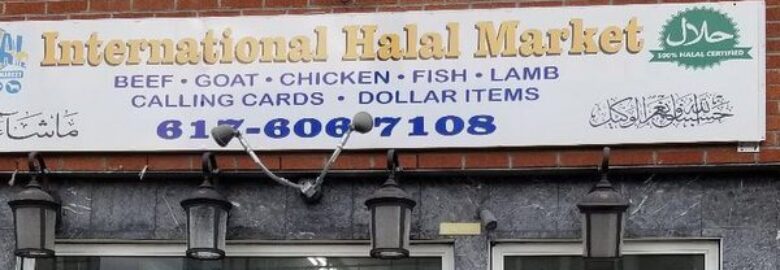 International Halal Market
حلال
100% HALAL CERTIFIED
BEEF • GOAT • CHICKEN • FISH • LAMB
CALLING CARDS • DOLLAR ITEMS
ماشاء
حسبنا الله ونعم الوكيل
617-606-7108